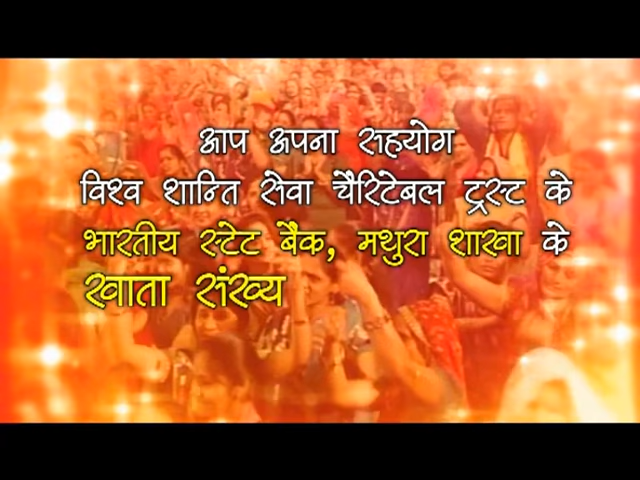 आप अपना सहयोग
विश्व शान्ति सेवा चैरिटेबल ट्रस्ट के
भारतीय स्टेट बैंक, मथुरा शाखा के
खाता संख्य